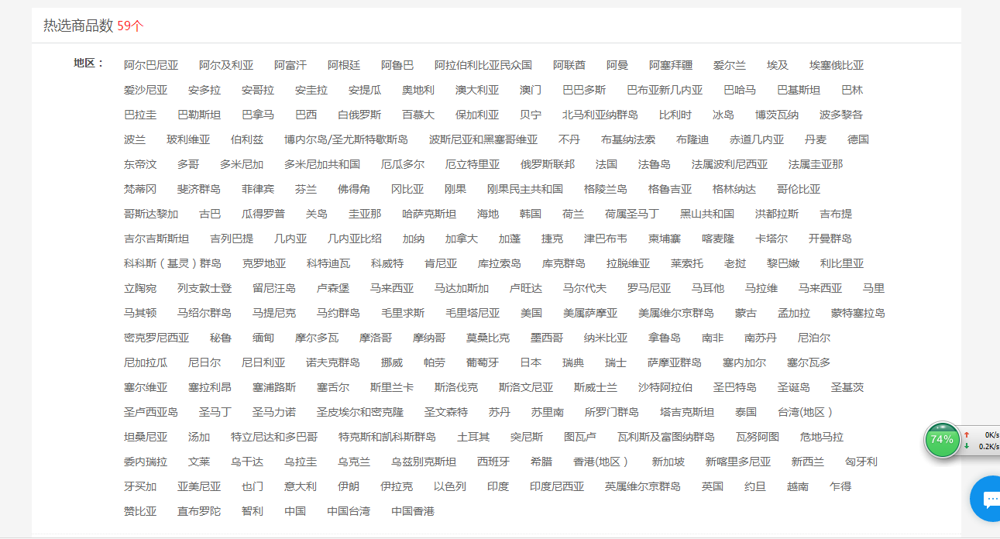 热选商品数 59个
地区： 阿尔巴尼亚 阿尔及利亚 阿富汗 阿根廷 阿鲁巴 阿拉伯利比亚民众国 阿联酋 阿曼 阿塞拜疆 爱尔兰 埃及 埃塞俄比亚
爱沙尼亚 安多拉 安哥拉 安圭拉 安提瓜 奥地利 澳大利亚 澳门 巴巴多斯 巴布亚新几内亚 巴哈马 巴基斯坦 巴林
巴拉圭 巴勒斯坦 巴拿马 巴西 白俄罗斯 百慕大 保加利亚 贝宁 北马利亚纳群岛 比利时 冰岛 博茨瓦纳 波多黎各
波兰 玻利维亚 伯利兹 博内尔岛/圣尤斯特歇斯岛 波斯尼亚和黑塞哥维亚 不丹 布基纳法索 布隆迪 赤道几内亚 丹麦 德国
东帝汶 多哥 多米尼加 多米尼加共和国 厄瓜多尔 厄立特里亚 俄罗斯联邦 法国 法鲁岛 法属波利尼西亚 法属圭亚那
梵蒂冈 斐济群岛 菲律宾 芬兰 佛得角 冈比亚 刚果 刚果民主共和国 格陵兰岛 格鲁吉亚 格林纳达 哥伦比亚
哥斯达黎加 古巴 瓜得罗普 关岛 圭亚那 哈萨克斯坦 海地 韩国 荷兰 荷属圣马丁 黑山共和国 洪都拉斯 吉布提
吉尔吉斯斯坦 吉列巴提 几内亚 几内亚比绍 加纳 加拿大 加蓬 捷克 津巴布韦 柬埔寨 喀麦隆 卡塔尔 开曼群岛
科科斯（基灵）群岛 克罗地亚 科特迪瓦 科威特 肯尼亚 库拉索岛 库克群岛 拉脱维亚 莱索托 老挝 黎巴嫩 利比里亚
立陶宛 列支敦士登 留尼汪岛 卢森堡 马来西亚 马达加斯加 卢旺达 马尔代夫 罗马尼亚 马耳他 马拉维 马来西亚 马里
马其顿 马绍尔群岛 马提尼克 马约群岛 毛里求斯 毛里塔尼亚 美国 美属萨摩亚 美属维尔京群岛 蒙古 孟加拉 蒙特塞拉岛
密克罗尼西亚 秘鲁 缅甸 摩尔多瓦 摩洛哥 摩纳哥 莫桑比克 墨西哥 纳米比亚 拿鲁岛 南非 南苏丹 尼泊尔
尼加拉瓜 尼日尔 尼日利亚 诺夫克群岛 挪威 帕劳 葡萄牙 日本 瑞典 瑞士 萨摩亚群岛 塞内加尔 塞尔瓦多
塞尔维亚 塞拉利昂 塞浦路斯 塞舌尔 斯里兰卡 斯洛伐克 斯洛文尼亚 斯威士兰 沙特阿拉伯 圣巴特岛 圣诞岛 圣基茨
圣卢西亚岛 圣马丁 圣马力诺 圣皮埃尔和密克隆 圣文森特 苏丹 苏里南 所罗门群岛 塔吉克斯坦 泰国 台湾(地区）
坦桑尼亚 汤加 特立尼达和多巴哥 特克斯和凯科斯群岛 土耳其 突尼斯 图瓦卢 瓦利斯及富图纳群岛 瓦努阿图 危地马拉
委内瑞拉 文莱 乌干达 乌拉圭 乌克兰 乌兹别克斯坦 西班牙 希腊 香港(地区） 新加坡 新喀里多尼亚 新西兰 匈牙利
牙买加 亚美尼亚 也门 意大利 伊朗 伊拉克 以色列 印度 印度尼西亚 英属维尔京群岛 英国 约旦 越南 乍得
赞比亚 直布罗陀 智利 中国 中国台湾 中国香港
74%
0K/s
0.2K/s